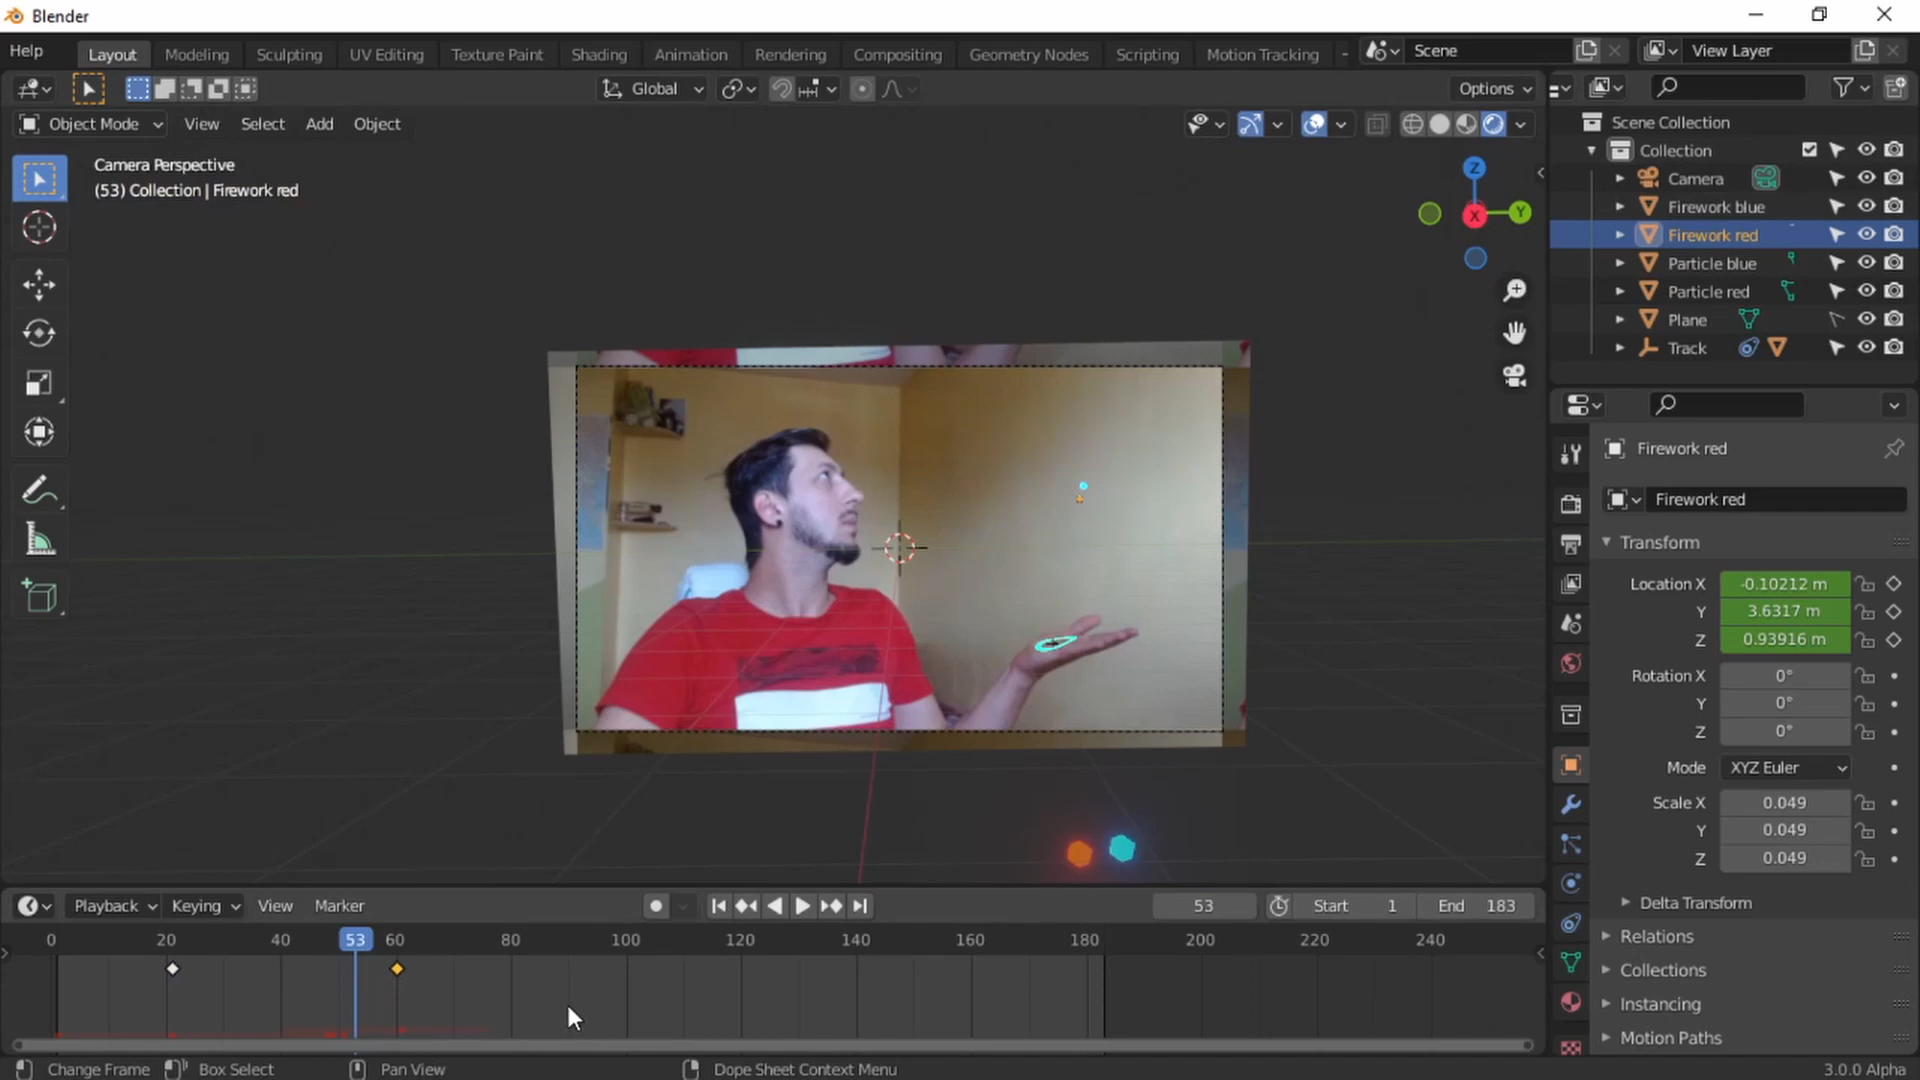 Blender
Help
Layout
Modeling
Sculpting
UV Editing
Texture Paint
Shading
Animation
Rendering
Compositing
Geometry Nodes
Scripting
Motion Tracking
Scene
View Layer
Global
Options
Object Mode
View
Select
Add
Object
Camera Perspective
(53) Collection | Firework red
Z
X
Y
Scene Collection
Collection
Camera
Firework blue
Firework red
Particle blue
Particle red
Plane
Track
Firework red
Firework red
Transform
Location X -0.10212 m
Y 3.6317 m
Z 0.93916 m
Rotation X 0°
Y 0°
Z 0°
Mode XYZ Euler
Scale X 0.049
Y 0.049
Z 0.049
Delta Transform
Relations
Collections
Instancing
Motion Paths
Playback
Keying
View
Marker
53
Start 1
End 183
0 20 40 53 60 80 100 120 140 160 180 200 220 240
Change Frame
Box Select
Pan View
Dope Sheet Context Menu
3.0.0 Alpha